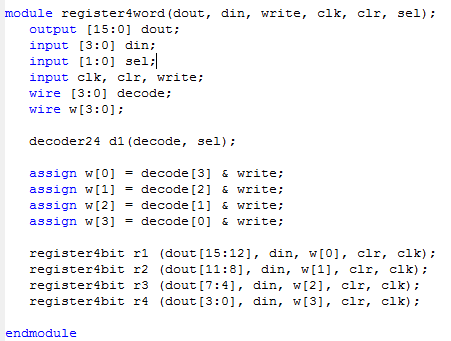 module register4word(dout, din, write, clk, clr, sel);
output [15:0] dout;
input [3:0] din;
input [1:0] sel;
input clk, clr, write;
wire [3:0] decode;
wire w[3:0];
decoder24 d1(decode, sel);
assign w[0] = decode[3] & write;
assign w[1] = decode[2] & write;
assign w[2] = decode[1] & write;
assign w[3] = decode[0] & write;
register4bit r1 (dout[15:12], din, w[0], clr, clk);
register4bit r2 (dout[11:8], din, w[1], clr, clk);
register4bit r3 (dout[7:4], din, w[2], clr, clk);
register4bit r4 (dout[3:0], din, w[3], clr, clk);
endmodule